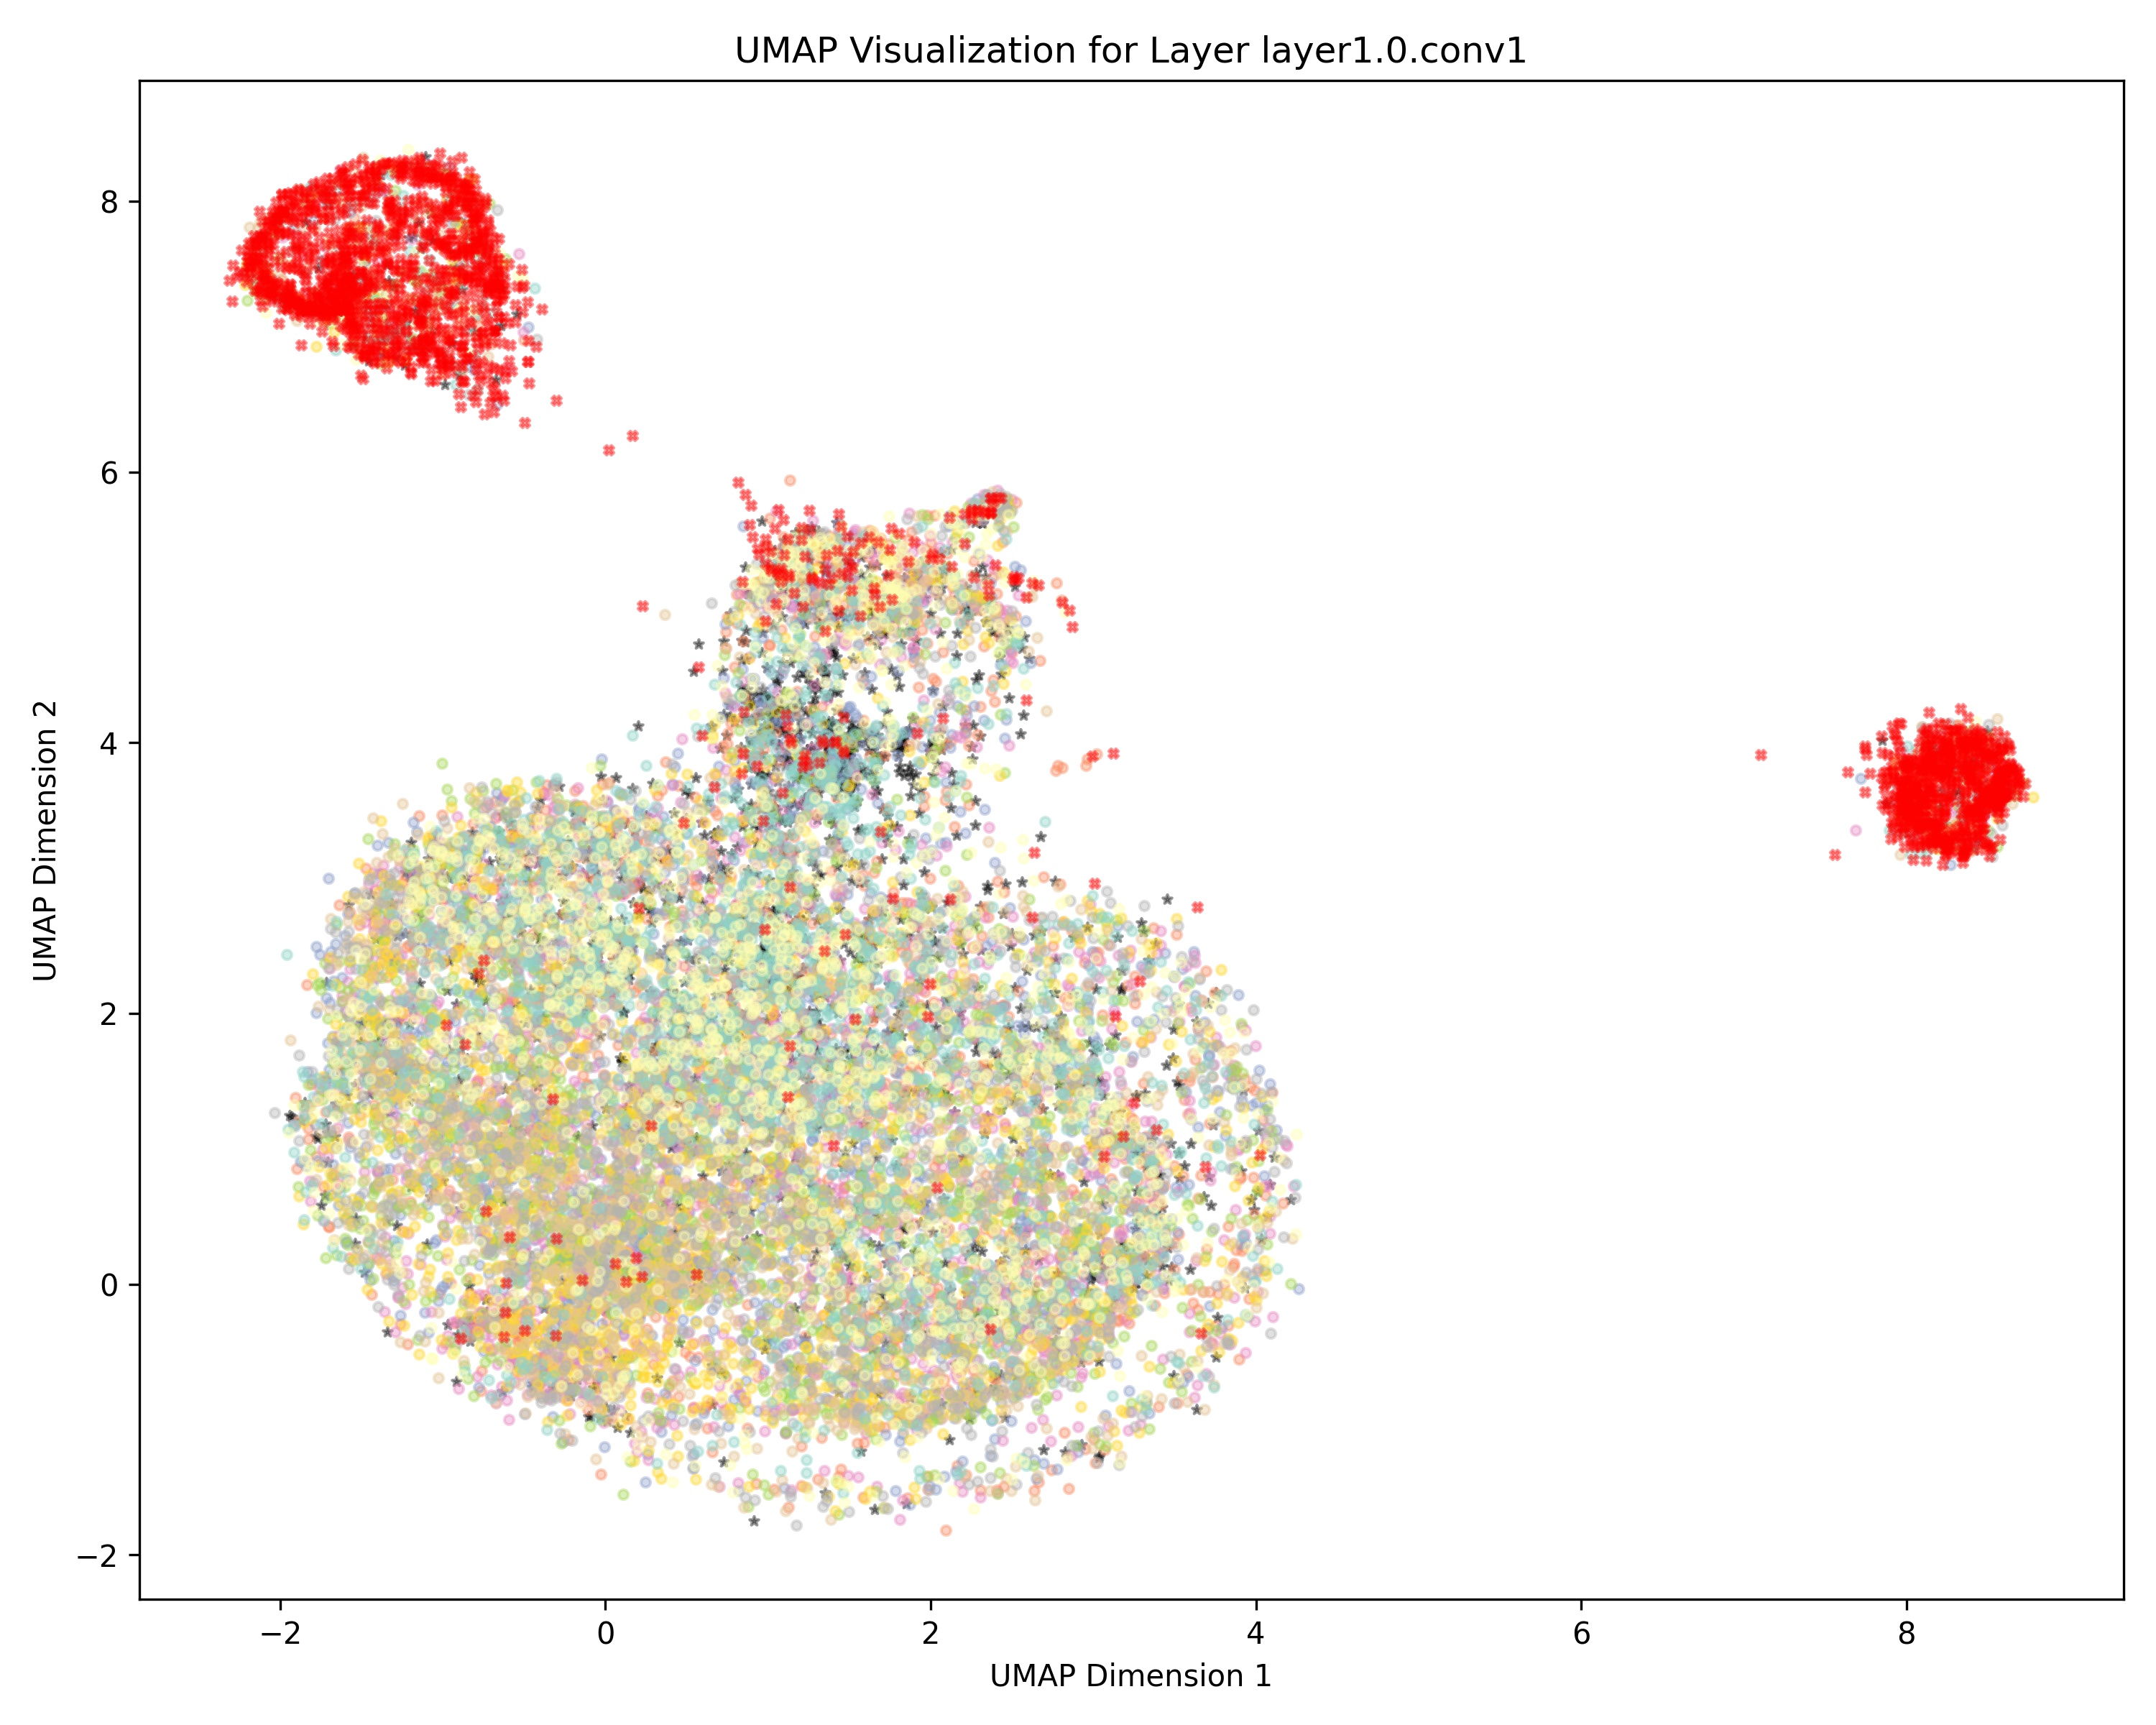 UMAP Visualization for Layer layer1.0.conv1
8
6
4
2
0
−2
UMAP Dimension 2
−2 0 2 4 6 8
UMAP Dimension 1